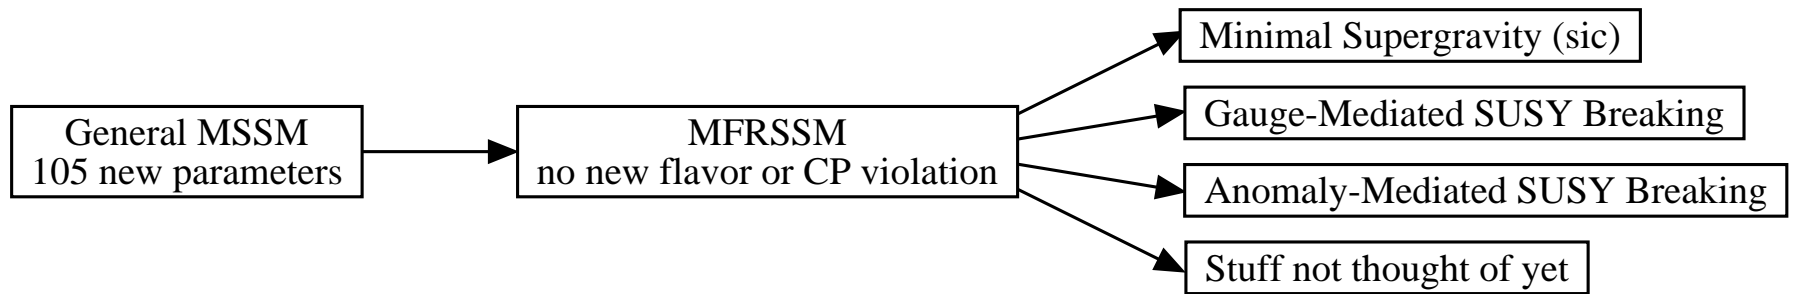 General MSSM
105 new parameters
MFRSSM
no new flavor or CP violation
Minimal Supergravity (sic)
Gauge-Mediated SUSY Breaking
Anomaly-Mediated SUSY Breaking
Stuff not thought of yet